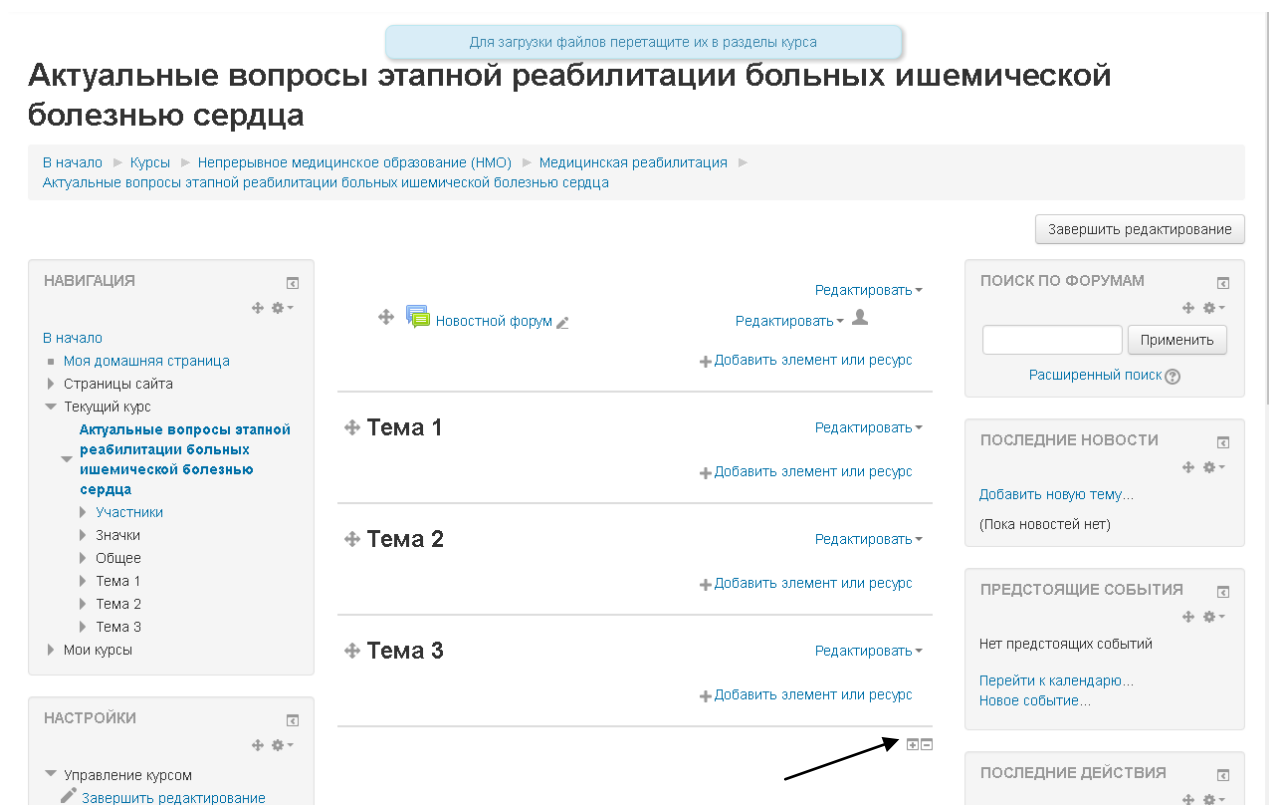 Для загрузки файлов перетащите их в разделы курса
Актуальные вопросы этапной реабилитации больных ишемической
болезнью сердца
В начало ▶ Курсы ▶ Непрерывное медицинское образование (НМО) ▶ Медицинская реабилитация ▶
Актуальные вопросы этапной реабилитации больных ишемической болезнью сердца
Завершить редактирование
НАВИГАЦИЯ
В начало
Моя домашняя страница
Страницы сайта
Текущий курс
Актуальные вопросы этапной
реабилитации больных
ишемической болезнью
сердца
Участники
Значки
Общее
Тема 1
Тема 2
Тема 3
Мои курсы
НАСТРОЙКИ
Управление курсом
Завершить редактирование
Редактировать
Новостной форум
Редактировать
Добавить элемент или ресурс
Тема 1
Редактировать
Добавить элемент или ресурс
Тема 2
Редактировать
Добавить элемент или ресурс
Тема 3
Редактировать
Добавить элемент или ресурс
ПОИСК ПО ФОРУМАМ
Применить
Расширенный поиск
ПОСЛЕДНИЕ НОВОСТИ
Добавить новую тему...
(Пока новостей нет)
ПРЕДСТОЯЩИЕ СОБЫТИЯ
Нет предстоящих событий
Перейти к календарю...
Новое событие...
ПОСЛЕДНИЕ ДЕЙСТВИЯ